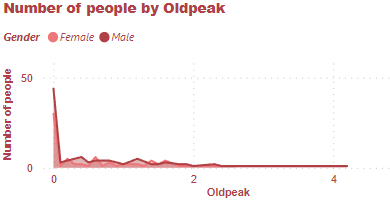 Number of people by Oldpeak
Gender Female Male
Number of people
50
0
0 2 4
Oldpeak